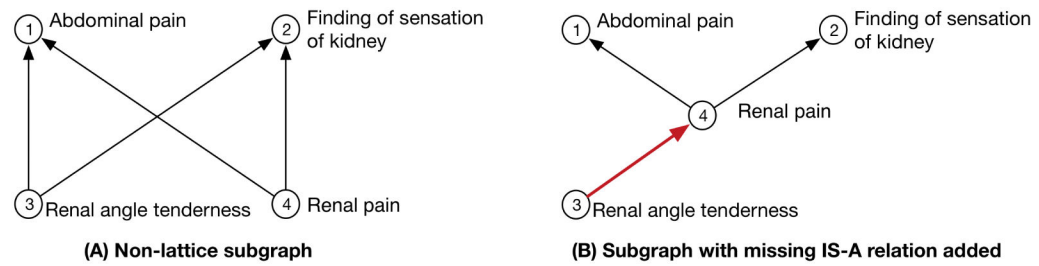 1 Abdominal pain
2 Finding of sensation
of kidney
3 Renal angle tenderness
4 Renal pain
(A) Non-lattice subgraph
1 Abdominal pain
2 Finding of sensation
of kidney
4 Renal pain
3 Renal angle tenderness
(B) Subgraph with missing IS-A relation added